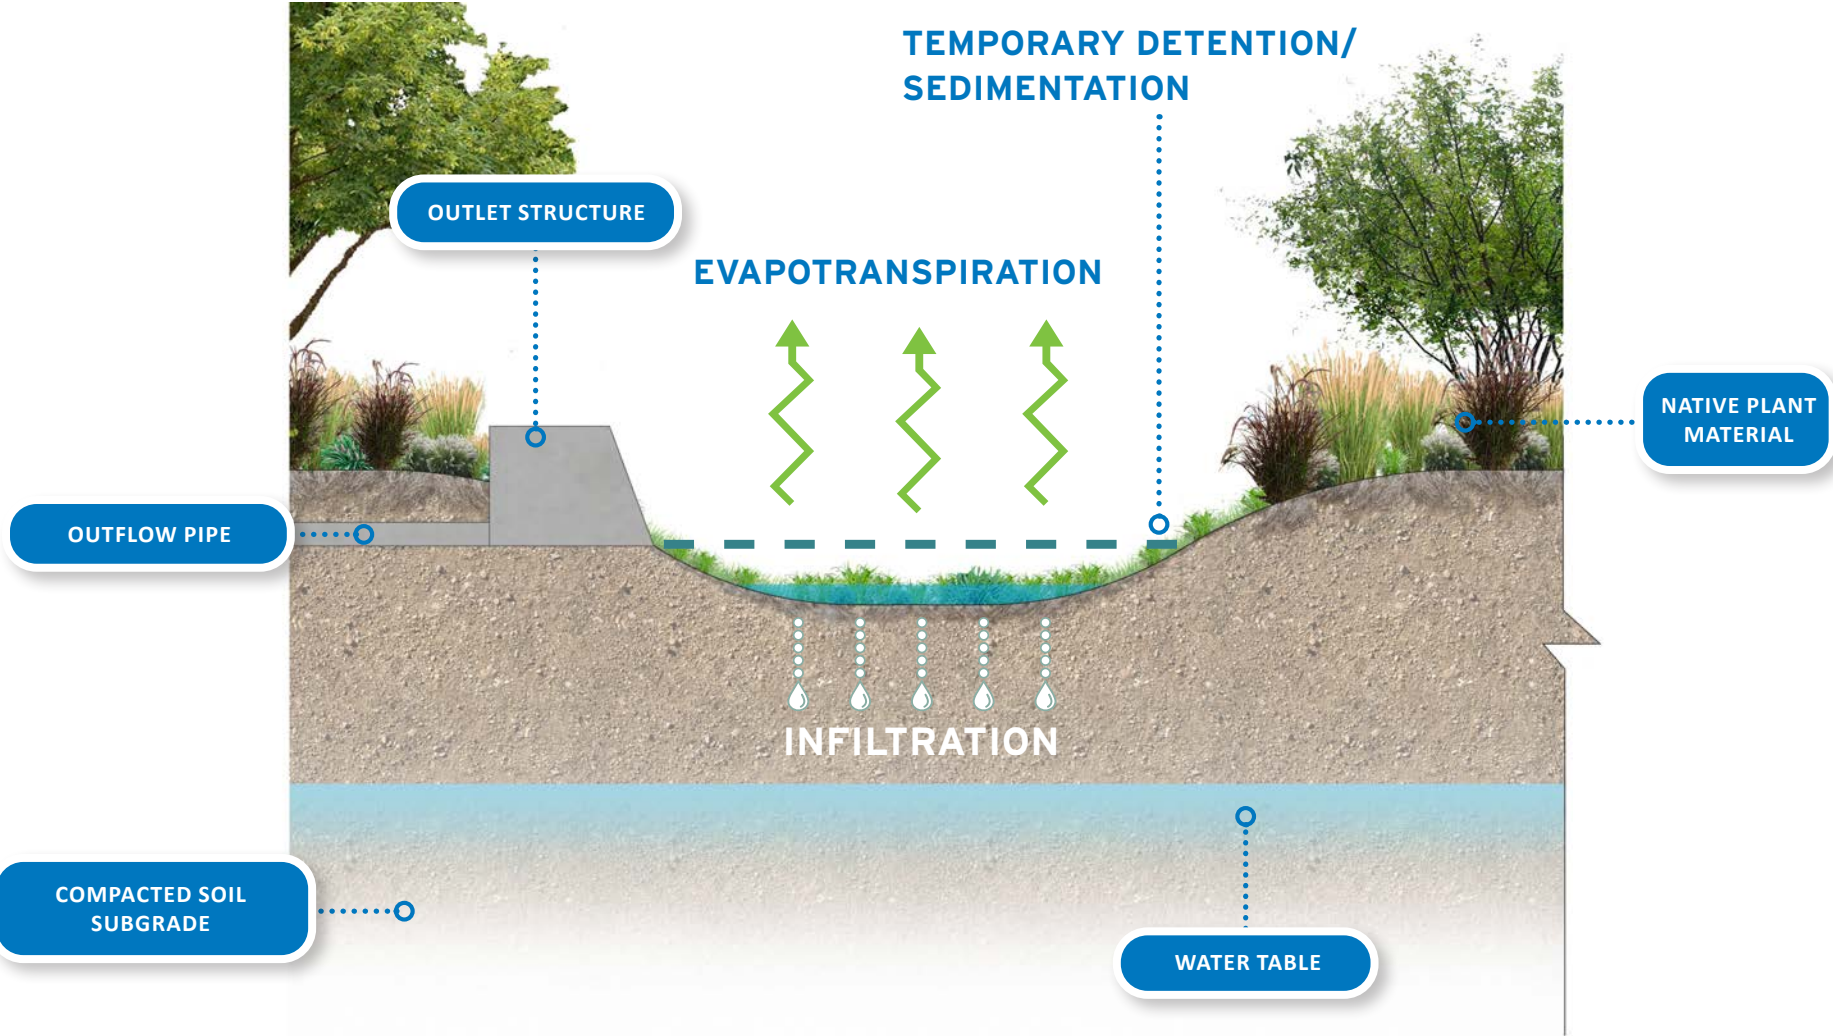 TEMPORARY DETENTION/
SEDIMENTATION
OUTLET STRUCTURE
EVAPOTRANSPIRATION
NATIVE PLANT
MATERIAL
OUTFLOW PIPE
INFILTRATION
COMPACTED SOIL
SUBGRADE
WATER TABLE